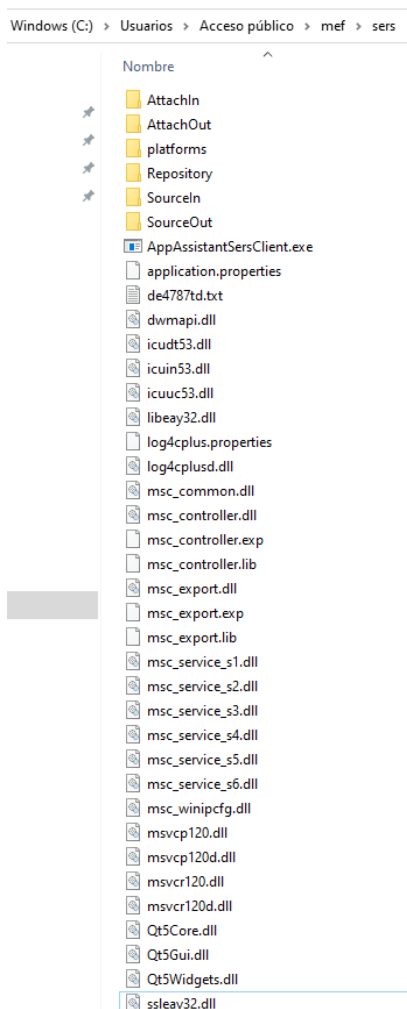 Windows (C:) > Usuarios > Acceso público > mef > sers
Nombre
AttachIn
AttachOut
platforms
Repository
SourceIn
SourceOut
AppAssistantSersClient.exe
application.properties
de4787td.txt
dwmapi.dll
icudt53.dll
icuin53.dll
icuuc53.dll
libeay32.dll
log4cplus.properties
log4cplusd.dll
msc_common.dll
msc_controller.dll
msc_controller.exp
msc_controller.lib
msc_export.dll
msc_export.exp
msc_export.lib
msc_service_s1.dll
msc_service_s2.dll
msc_service_s3.dll
msc_service_s4.dll
msc_service_s5.dll
msc_service_s6.dll
msc_winipcfg.dll
msvcp120.dll
msvcp120d.dll
msvcr120.dll
msvcr120d.dll
Qt5Core.dll
Qt5Gui.dll
Qt5Widgets.dll
ssleay32.dll